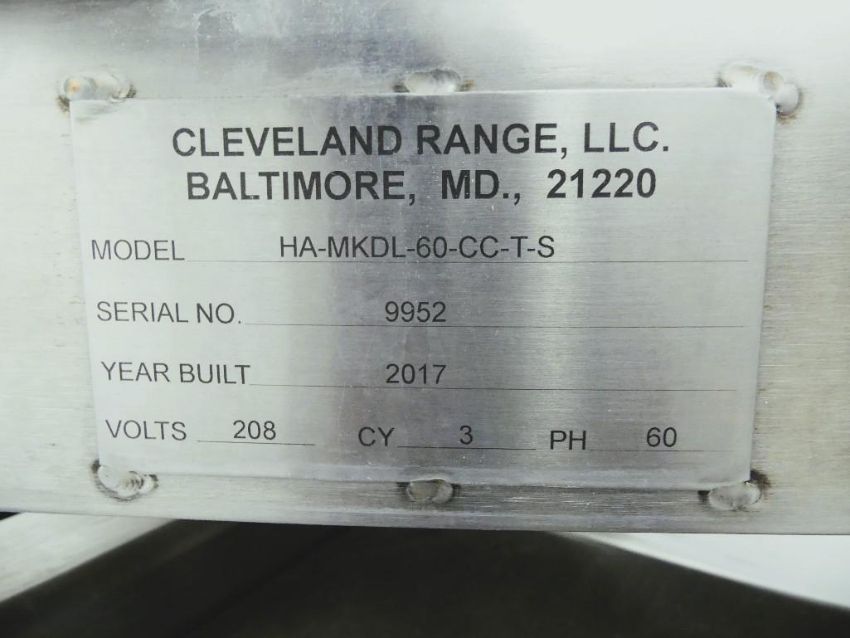 CLEVELAND RANGE, LLC.
BALTIMORE, MD., 21220
MODEL HA-MKDL-60-CC-T-S
SERIAL NO. 9952
YEAR BUILT 2017
VOLTS 208 CY 3 PH 60